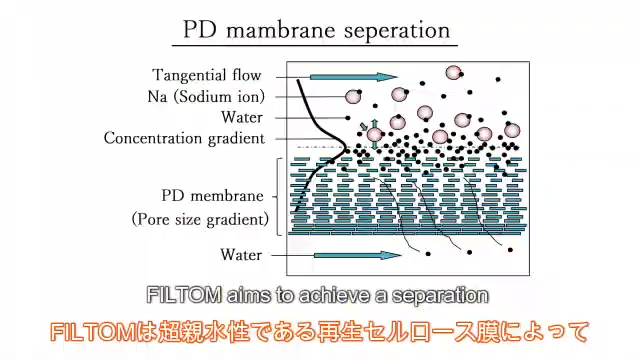 PD mambrane seperation
Tangential flow
Na (Sodium ion)
Water
Concentration gradient
PD membrane
(Pore size gradient)
Water
FILTOM aims to achieve a separation
FILTOMは超親水性である再生セルロース膜によって